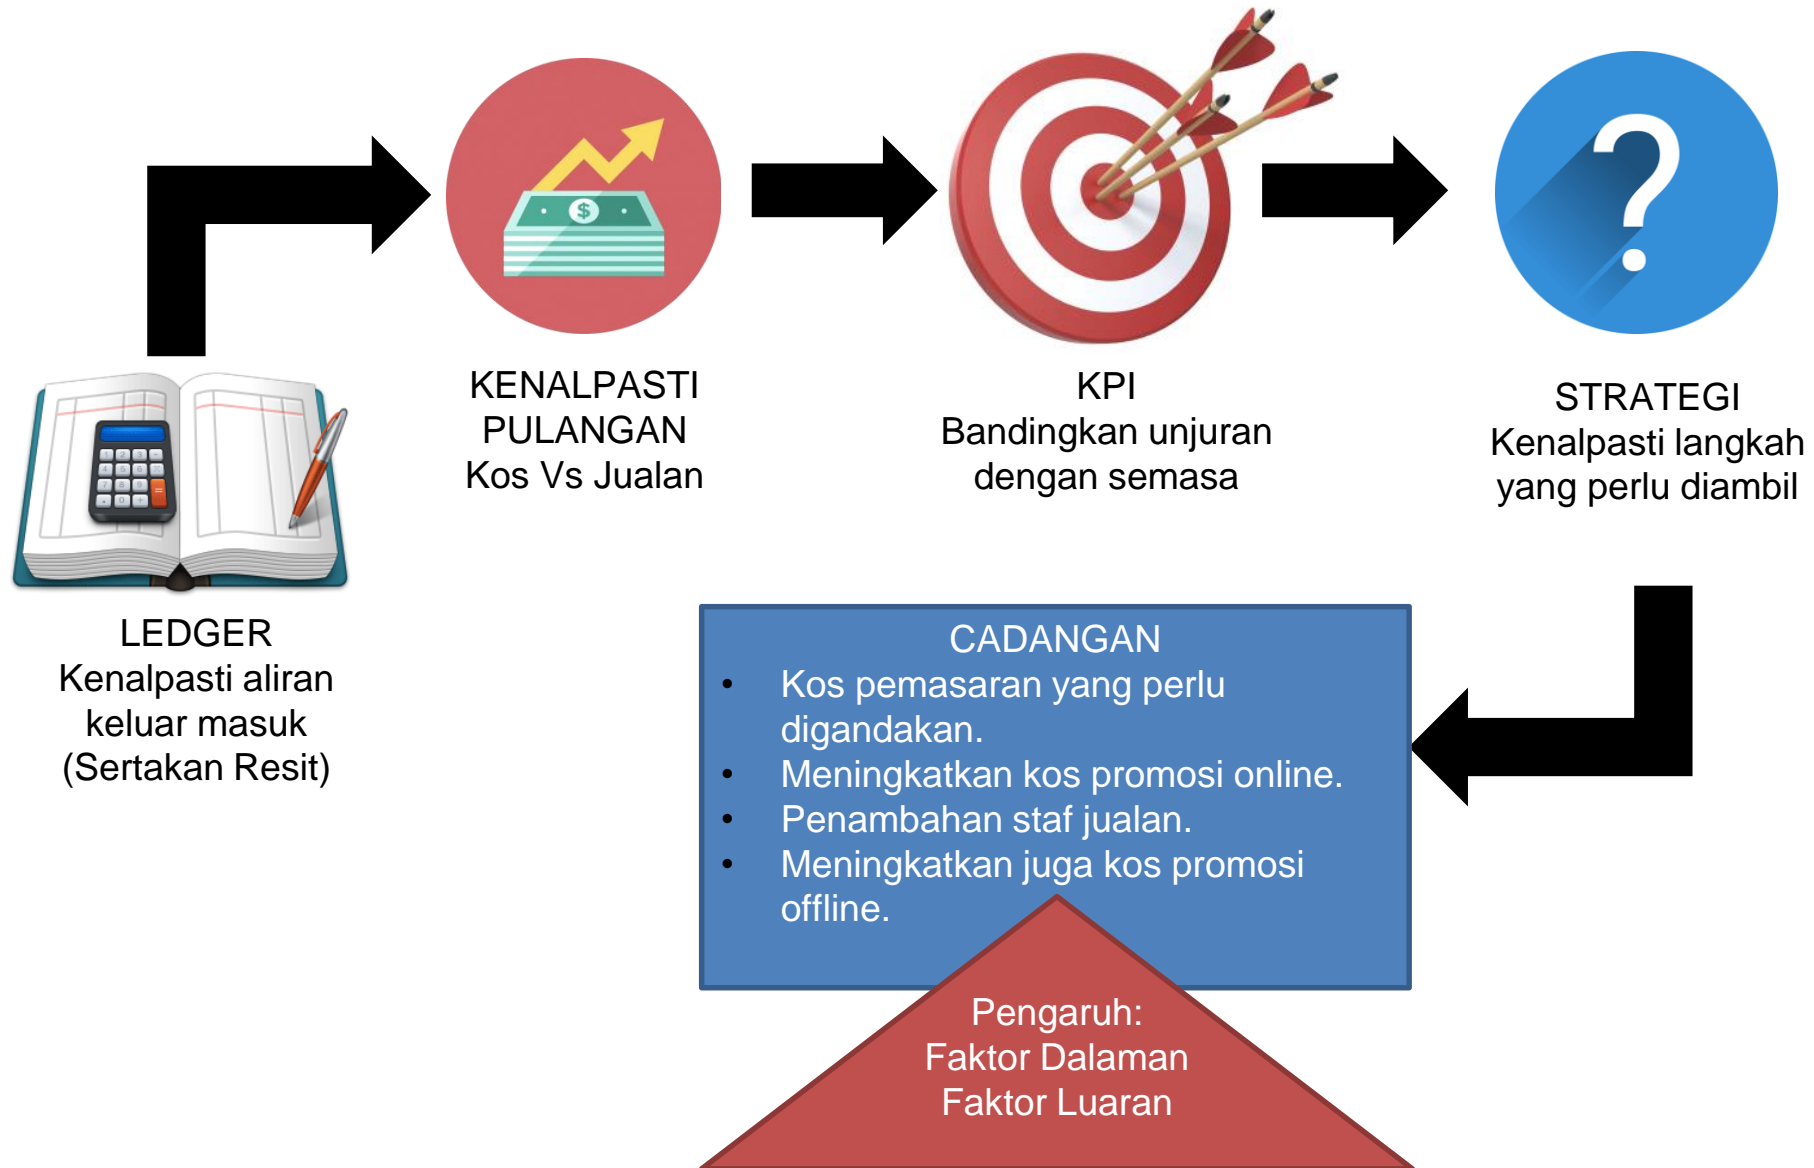 LEDGER
Kenalpasti aliran
keluar masuk
(Sertakan Resit)
KENALPASTI
PULANGAN
Kos Vs Jualan
KPI
Bandingkan unjuran
dengan semasa
STRATEGI
Kenalpasti langkah
yang perlu diambil
CADANGAN
• Kos pemasaran yang perlu
digandakan.
• Meningkatkan kos promosi online.
• Penambahan staf jualan.
• Meningkatkan juga kos promosi
offline.
Pengaruh:
Faktor Dalaman
Faktor Luaran